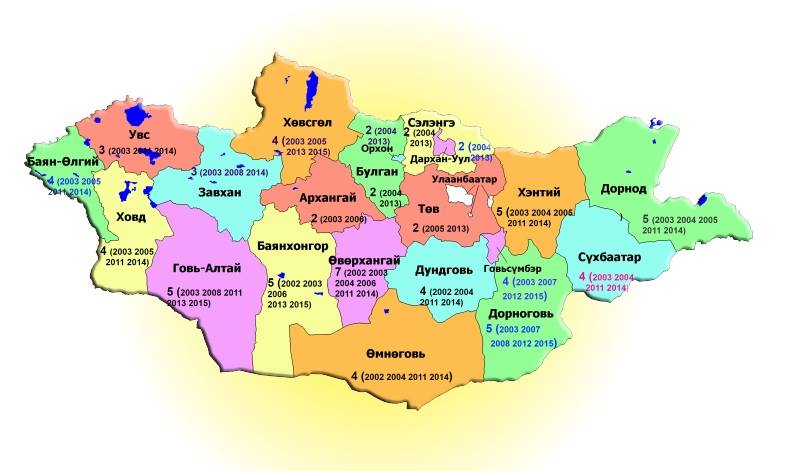 Хөвсгөл
4 (2003 2005
2013 2015)
Увс
3 (2003 2011 2014)
Баян-Өлгий
4 (2003 2005
2011 2014)
Ховд
4 (2003 2005
2011 2014)
3 (2003 2008 2014)
Завхан
Говь-Алтай
5 (2003 2008 2011
2013 2015)
Архангай
2 (2003 2006)
Баянхонгор
5 (2002 2003
2006
2013 2015)
Өвөрхангай
7 (2002 2003
2004 2006
2011 2014)
2 (2004
2013)
Орхон
Булган
2 (2004
2013)
Сэлэнгэ
2 (2004
2013)
2 (2004
2013)
Дархан-Уул
Улаанбаатар
Төв
2 (2005 2013)
Хэнтий
5 (2003 2004 2005
2011 2014)
Дорнод
5 (2003 2004 2005
2011 2014)
Сүхбаатар
4 (2003 2004
2011 2014)
Дундговь
4 (2002 2004
2011 2014)
Говьсүмбэр
4 (2003 2007
2012 2015)
Дорноговь
5 (2003 2007
2008 2012 2015)
Өмнөговь
4 (2002 2004 2011 2014)